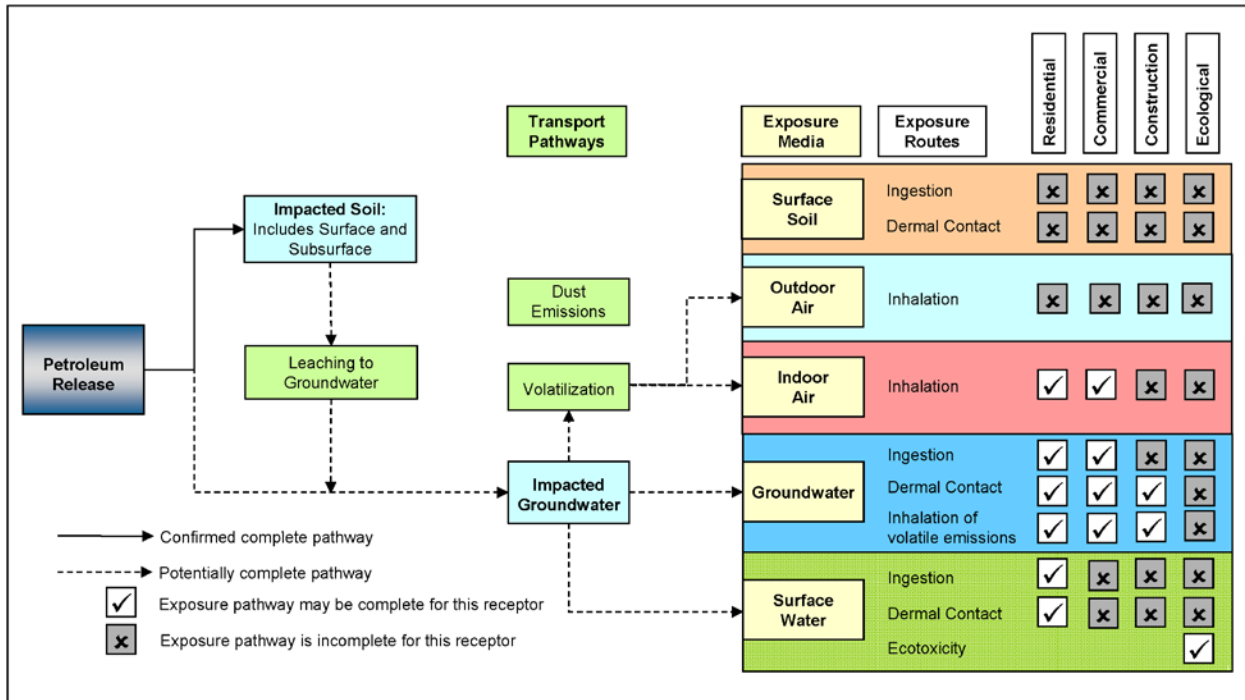 Residential
Commercial
Construction
Ecological
Transport
Pathways
Exposure
Media
Exposure
Routes
Impacted Soil:
Includes Surface and
Subsurface
Surface
Soil
Ingestion
Dermal Contact
Dust
Emissions
Outdoor
Air
Inhalation
Petroleum
Release
Leaching to
Groundwater
Volatilization
Indoor
Air
Inhalation
Impacted
Groundwater
Groundwater
Ingestion
Dermal Contact
Inhalation of
volatile emissions
Surface
Water
Ingestion
Dermal Contact
Ecotoxicity
Confirmed complete pathway
Potentially complete pathway
Exposure pathway may be complete for this receptor
Exposure pathway is incomplete for this receptor